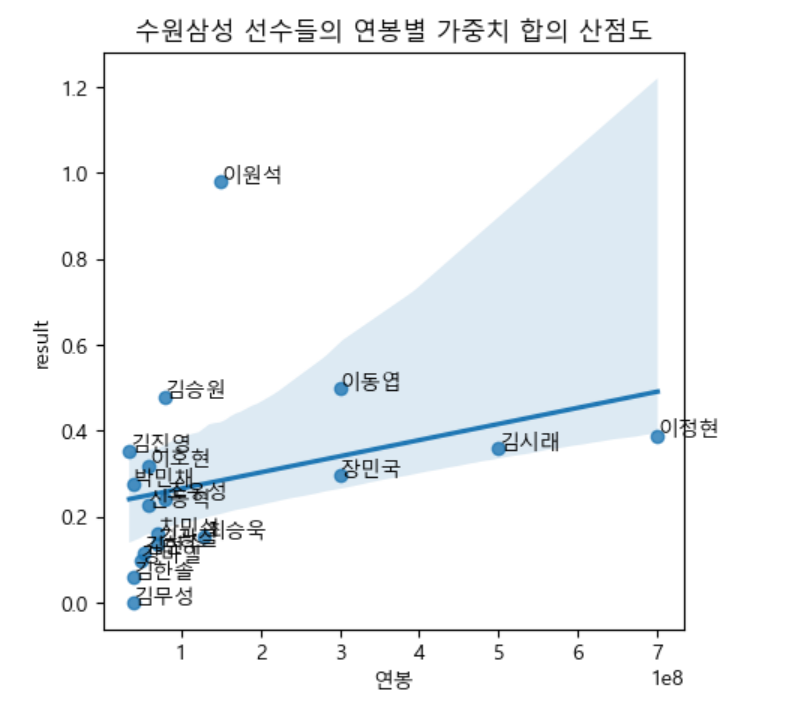 수원삼성 선수들의 연봉별 가중치 합의 산점도
1.2
1.0
0.8
0.6
0.4
0.2
0.0
result
이원석
김승원
이동엽
이정현
김시래
김진영
이호현
장민국
박민채
신동혁
차민석
최승욱
김한솔
김무성
1
2
3
4
5
6
7
1e8
연봉